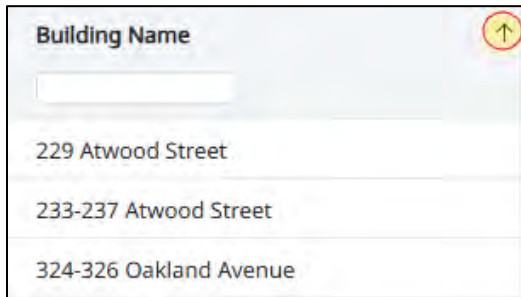 Building Name
229 Atwood Street
233-237 Atwood Street
324-326 Oakland Avenue